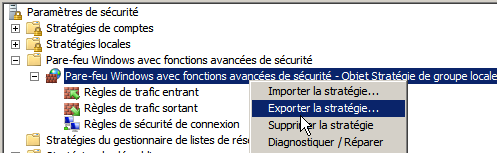 Paramètres de sécurité
Stratégies de comptes
Stratégies locales
Pare-feu Windows avec fonctions avancées de sécurité
Pare-feu Windows avec fonctions avancées de sécurité - Objet Stratégie de groupe locale
Règles de trafic entrant
Importer la stratégie...
Règles de trafic sortant
Exporter la stratégie...
Règles de sécurité de connexion
Supprimer la stratégie
Stratégies du gestionnaire de listes de
Diagnostiquer / Réparer